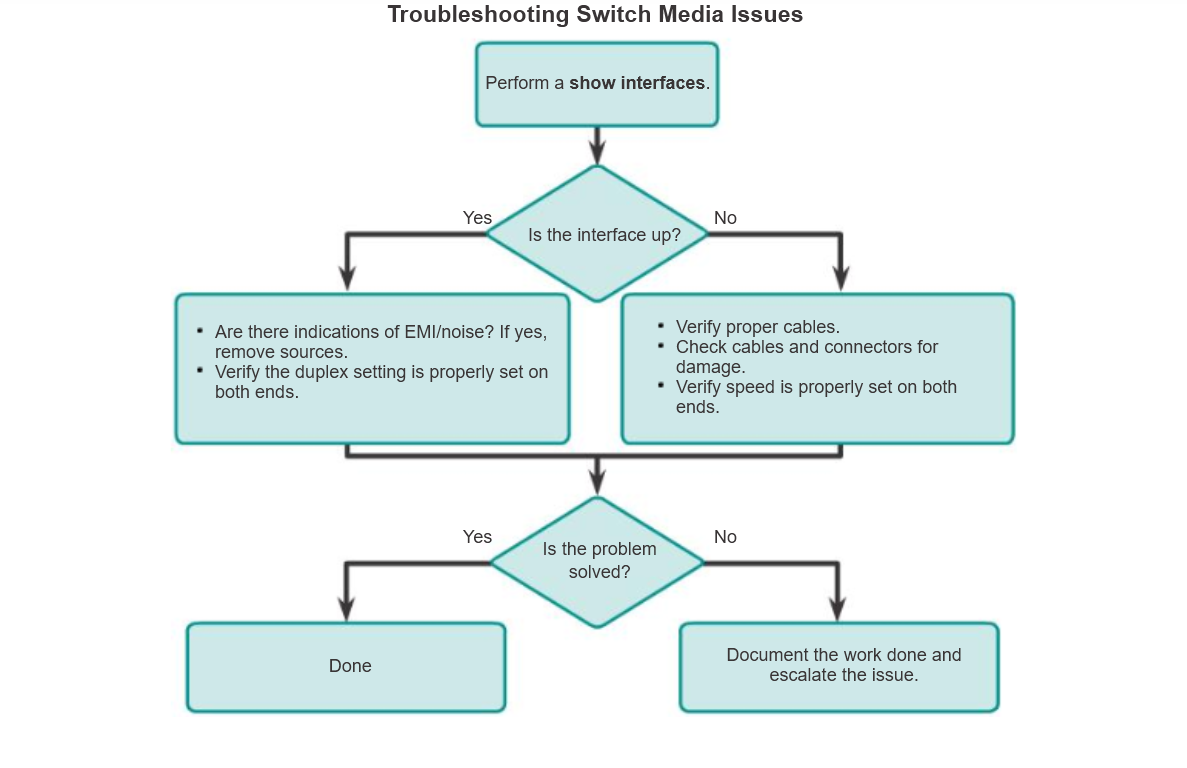 Troubleshooting Switch Media Issues
Perform a show interfaces.
Is the interface up?
Yes
No
• Are there indications of EMI/noise? If yes,
remove sources.
• Verify the duplex setting is properly set on
both ends.
• Verify proper cables.
• Check cables and connectors for
damage.
• Verify speed is properly set on both
ends.
Is the problem
solved?
Yes
No
Done
Document the work done and
escalate the issue.